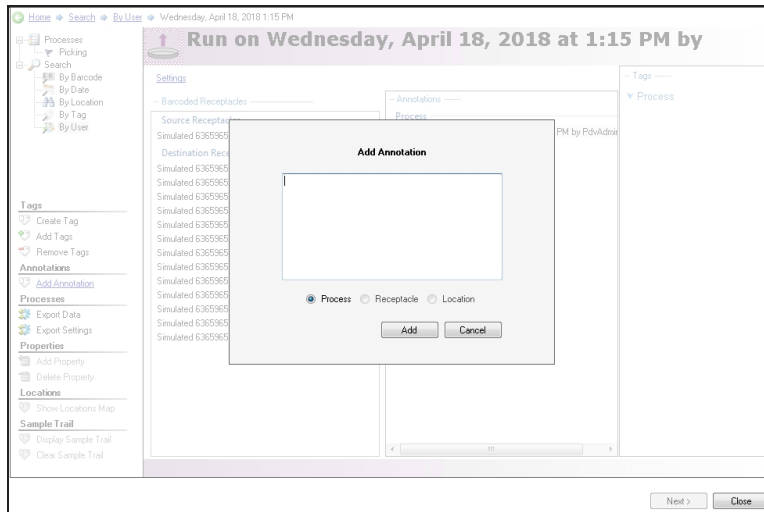 Home Search By User Wednesday, April 18, 2018 1:15 PM
Processes
Picking
Search
By Barcode
By Date
By Location
By Tag
By User
Tags
Create Tag
Add Tags
Remove Tags
Annotations
Add Annotation
Processes
Export Data
Export Settings
Properties
Add Property
Delete Property
Locations
Show Locations Map
Sample Trail
Display Sample Trail
Clear Sample Trail
Run on Wednesday, April 18, 2018 at 1:15 PM by
Settings
Barcoded Receptacles
Source Receptacles
Simulated 6365965
Destination Rece
Simulated 6365965
Simulated 6365965
Simulated 6365965
Simulated 6365965
Simulated 6365965
Simulated 6365965
Simulated 6365965
Simulated 6365965
Simulated 6365965
Simulated 6365965
Simulated 6365965
Simulated 6365965
Simulated 6365965
Annotations
Process
PM by PdvAdmin
Tags
Process
Add Annotation
Process Receptacle Location
Add Cancel
Next > Close